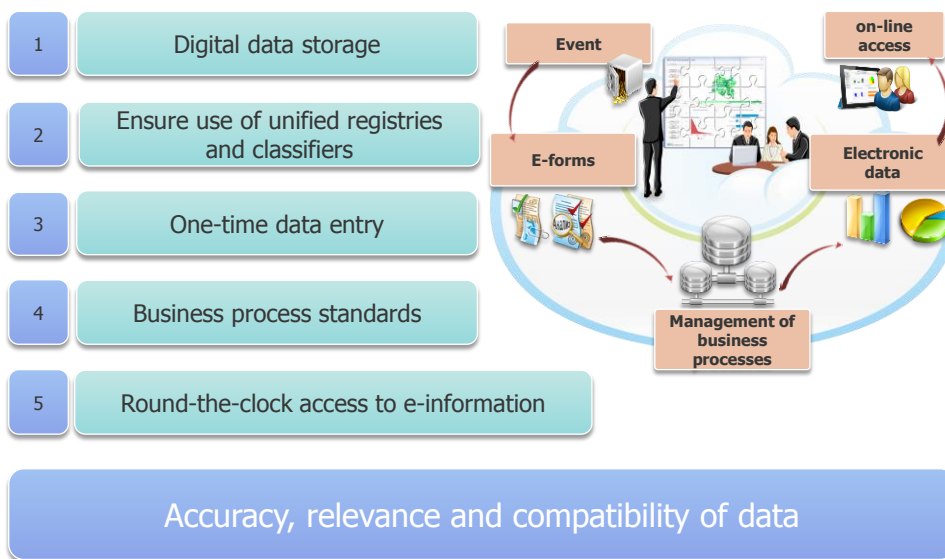 1
Digital data storage
2
Ensure use of unified registries
and classifiers
3
One-time data entry
4
Business process standards
5
Round-the-clock access to e-information
Event
on-line
access
E-forms
Electronic
data
Management of
business
processes
Accuracy, relevance and compatibility of data